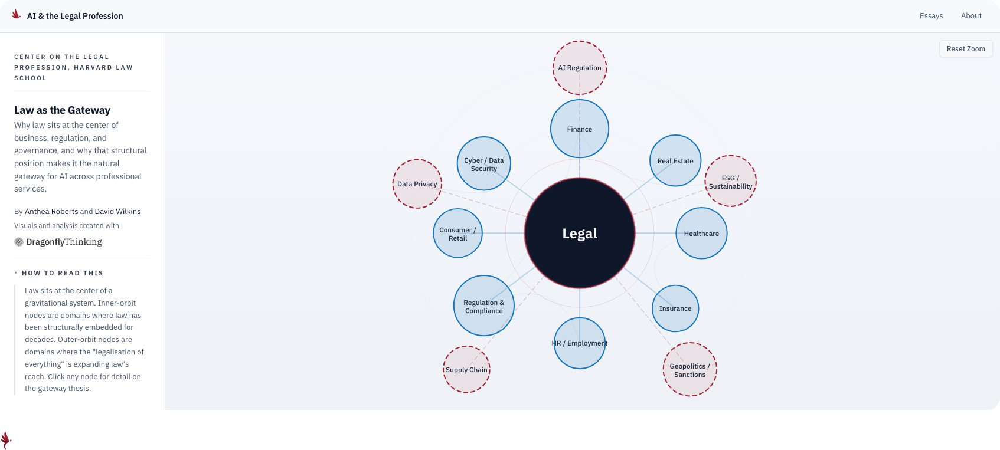 AI & the Legal Profession
Essays
About
CENTER ON THE LEGAL
PROFESSION, HARVARD LAW
SCHOOL
Law as the Gateway
Why law sits at the center of
business, regulation, and
governance, and why that structural
position makes it the natural
gateway for AI across professional
services.
By Anthea Roberts and David Wilkins
Visuals and analysis created with
DragonflyThinking
HOW TO READ THIS
Law sits at the center of a
gravitational system. Inner-orbit
nodes are domains where law has
been structurally embedded for
decades. Outer-orbit nodes are
domains where the "legalisation of
everything" is expanding law's
reach. Click any node for detail on
the gateway thesis.
Reset Zoom
AI Regulation
Finance
Cyber / Data
Security
Real Estate
Data Privacy
ESG /
Sustainability
Consumer /
Retail
Legal
Healthcare
Regulation &
Compliance
Insurance
HR / Employment
Supply Chain
Geopolitics /
Sanctions